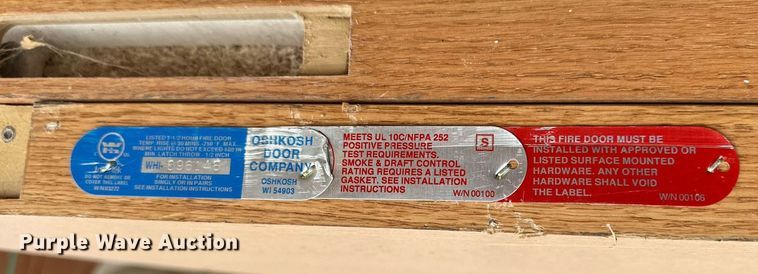 LISTED 1-1/2 HOUR FIRE DOOR
TEMP. RISE
30 MINS.
F. MAX.
WHERE LIGHTS DO NOT EXCEED 100 IN
MIN. LATCH THROW 1/2 INCH
WHI-
DO NOT REMOVE OR
COVER THIS LABEL
FOR INSTALLATION
SINGLY OR IN PAIRS
SEE INSTALLATION INSTRUCTIONS
OSHKOSH
DOOR
COMPANY
OSHKOSH
WI 54903
MEETS UL 10C/NFPA 252
POSITIVE PRESSURE
TEST REQUIREMENTS.
SMOKE & DRAFT CONTROL
RATING REQUIRES A LISTED
GASKET. SEE INSTALLATION
INSTRUCTIONS
S
W/N 00100
THIS FIRE DOOR MUST BE
INSTALLED WITH APPROVED OR
LISTED SURFACE MOUNTED
HARDWARE. ANY OTHER
HARDWARE SHALL VOID
THE LABEL.
W/N 00106
Purple Wave Auction